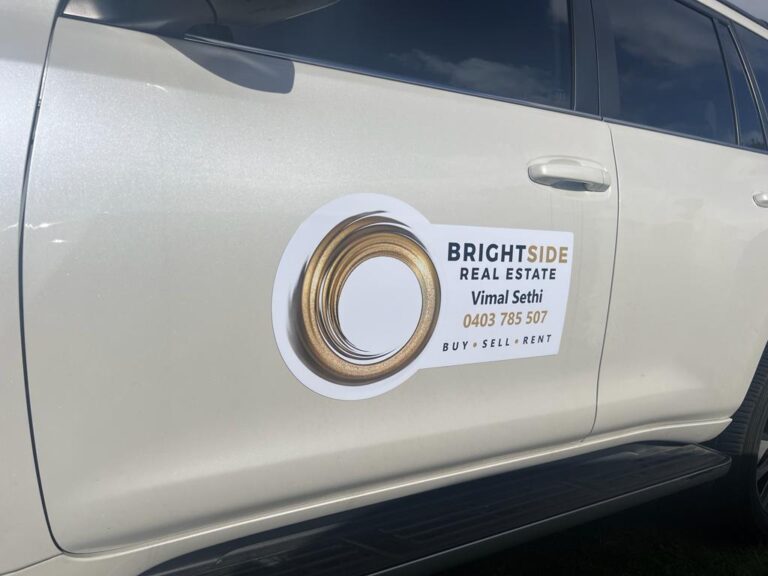 BRIGHTSIDE
REAL ESTATE
Vimal Sethi
0403 785 507
BUY • SELL • RENT